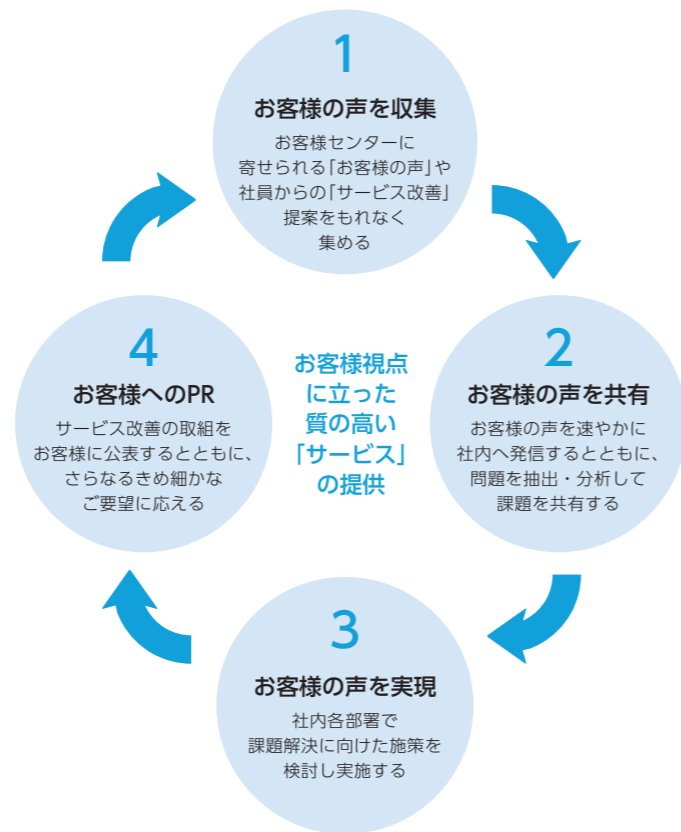 1
お客様の声を収集
お客様センターに
寄せられる「お客様の声」や
社員からの「サービス改善」
提案をもれなく
集める
2
お客様の声を共有
お客様の声を速やかに
社内へ発信するとともに、
問題を抽出・分析して
課題を共有する
3
お客様の声を実現
社内各部署で
課題解決に向けた施策を
検討し実施する
4
お客様へのPR
サービス改善の取組を
お客様に公表するとともに、
さらなるきめ細かな
ご要望に応える
お客様視点
に立った
質の高い
「サービス」
の提供